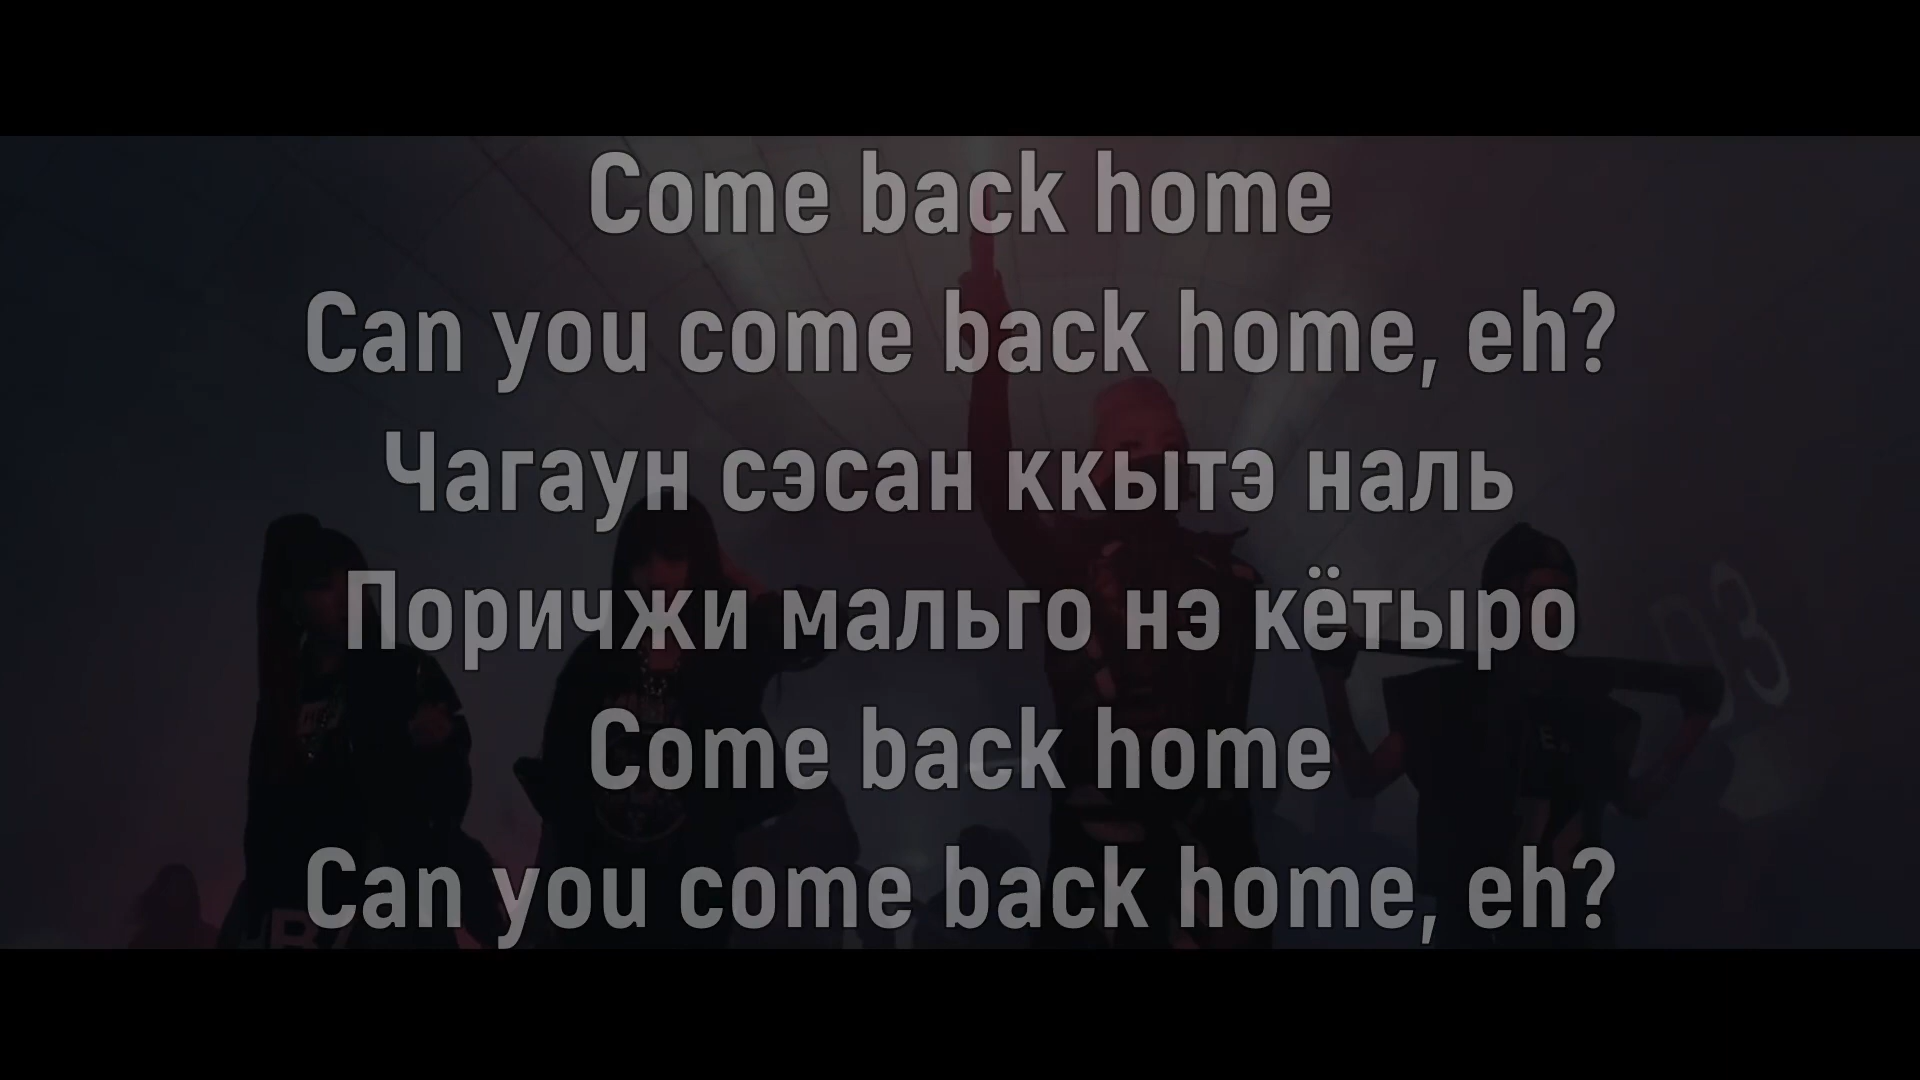 Come back home
Can you come back home, eh?
Чагаун сэсан ккытэ наль
Поричжи мальго нэ кётыро
Come back home
Can you come back home, eh?